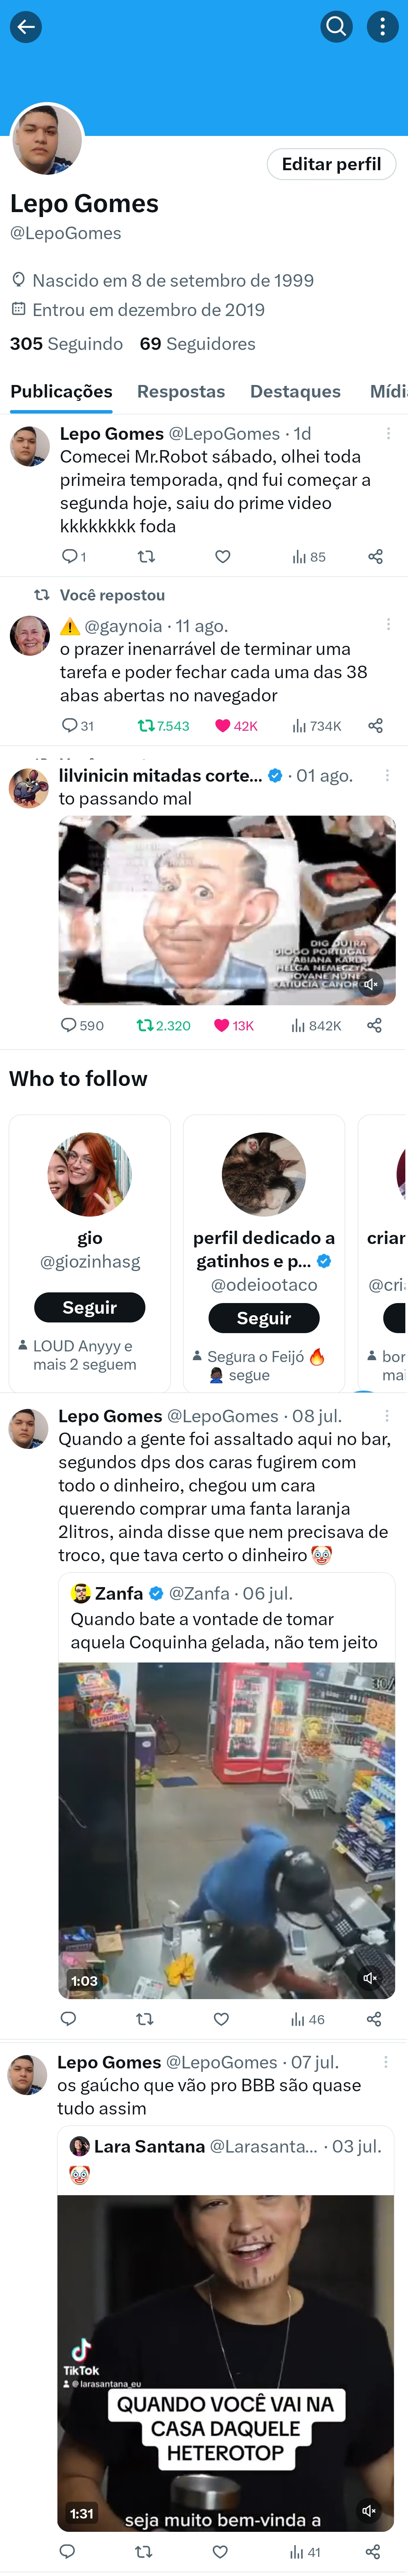 Editar perfil
Lepo Gomes
@LepoGomes
Nascido em 8 de setembro de 1999
Entrou em dezembro de 2019
305 Seguindo 69 Seguidores
Publicações Respostas Destaques Mídi
Lepo Gomes @LepoGomes · 1d
Comecei Mr.Robot sábado, olhei toda
primeira temporada, qnd fui começar a
segunda hoje, saiu do prime video
kkkkkkkk foda
1 85
Você repostou
⚠️ @gaynoia · 11 ago.
o prazer inenarrável de terminar uma
tarefa e poder fechar cada uma das 38
abas abertas no navegador
31 7.543 42K 734K
lilvinicin mitadas corte... · 01 ago.
to passando mal
DIO DUTRA
DIOGO PORTUGAL
FABIANA KARLA
HELGA NEMECZYK
JOVANE NUNES
KATIUCIA CANORO
590 2.320 13K 842K
Who to follow
gio
@giozinhasg
Seguir
LOUD Anyyy e
mais 2 seguem
perfil dedicado a
gatinhos e p...
@odeiootaco
Seguir
Segura o Feijó 🔥
👨🏿‍🦱 segue
criar
@cria
bor
mai
Lepo Gomes @LepoGomes · 08 jul.
Quando a gente foi assaltado aqui no bar,
segundos dps dos caras fugirem com
todo o dinheiro, chegou um cara
querendo comprar uma fanta laranja
2litros, ainda disse que nem precisava de
troco, que tava certo o dinheiro 🤡
Zanfa @Zanfa · 06 jul.
Quando bate a vontade de tomar
aquela Coquinha gelada, não tem jeito
1:03
46
Lepo Gomes @LepoGomes · 07 jul.
os gaúcho que vão pro BBB são quase
tudo assim
Lara Santana @Larasanta... · 03 jul.
🤡
TikTok
@larasantana_eu
QUANDO VOCÊ VAI NA
CASA DAQUELE
HETEROTOP
1:31
seja muito bem-vinda a
41